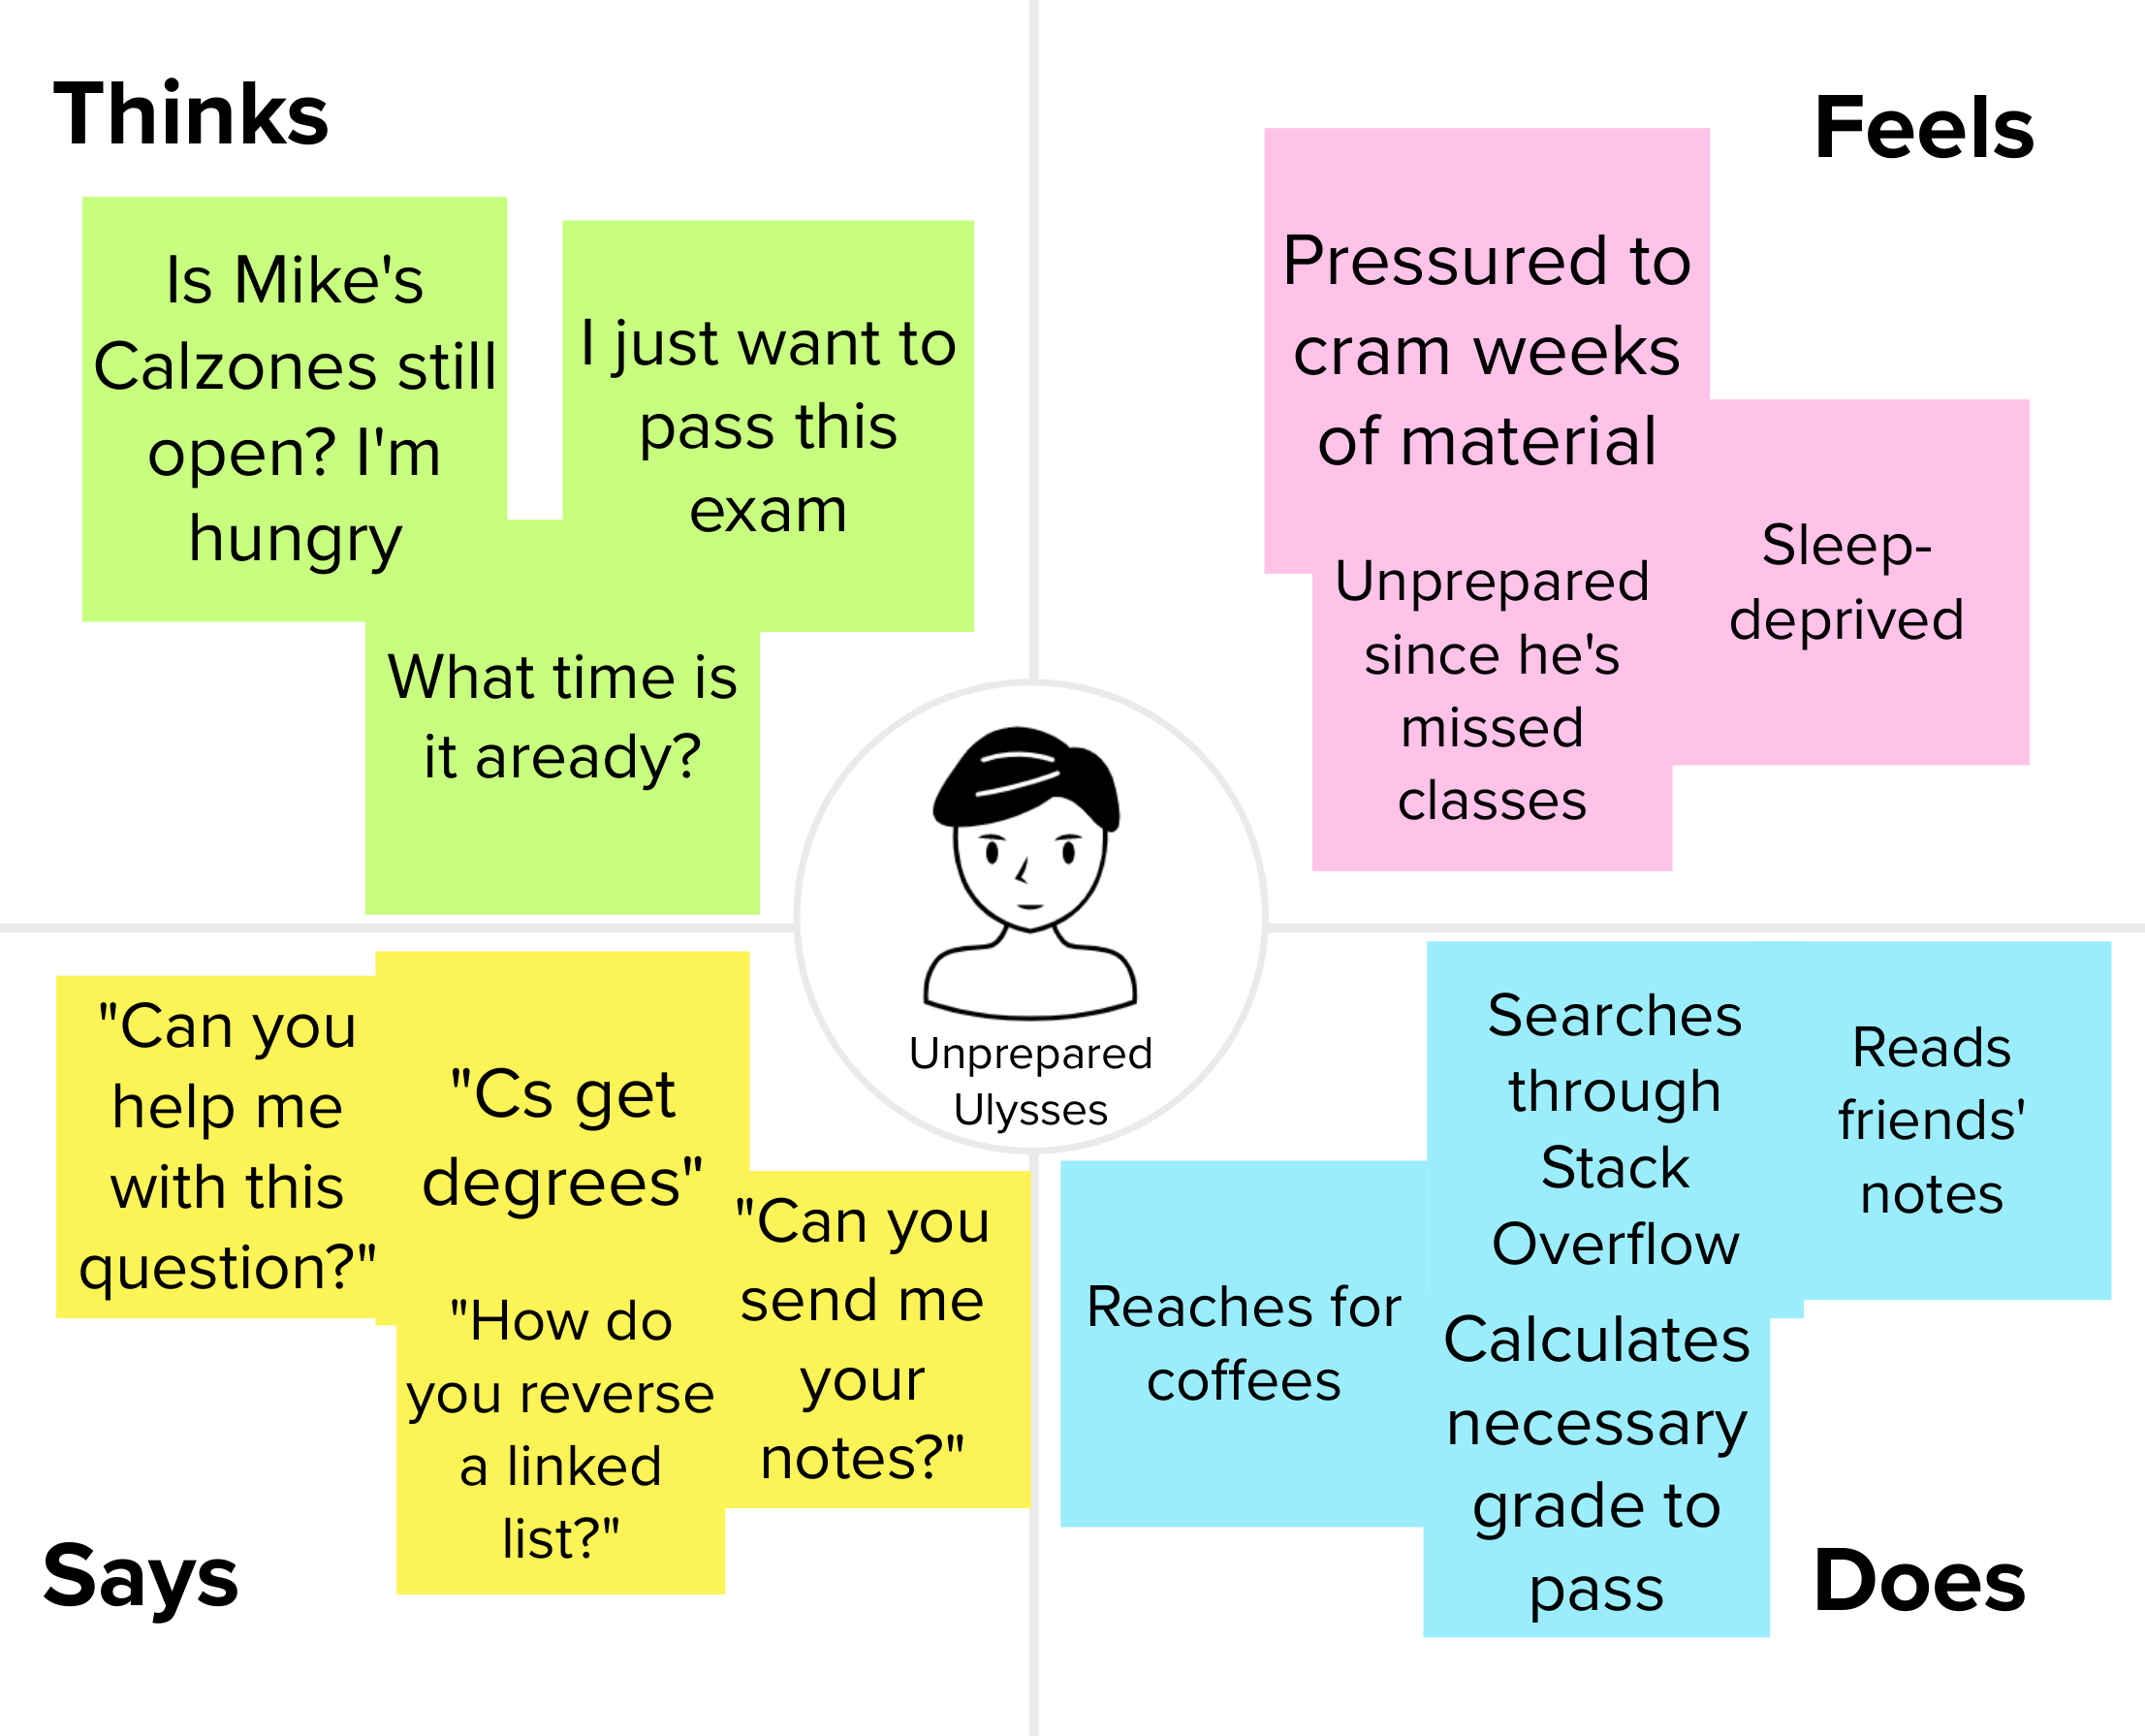 Thinks
Is Mike's
Calzones still
open? I'm
hungry
I just want to
pass this
exam
What time is
it aready?
Feels
Pressured to
cram weeks
of material
Sleep-
deprived
Unprepared
since he's
missed
classes
Unprepared
Ulysses
"Can you
help me
with this
question?"
"Cs get
degrees"
"Can you
send me
your
notes?"
"How do
you reverse
a linked
list?"
Says
Searches
through
Stack
Overflow
Reads
friends'
notes
Reaches for
coffees
Calculates
necessary
grade to
pass
Does